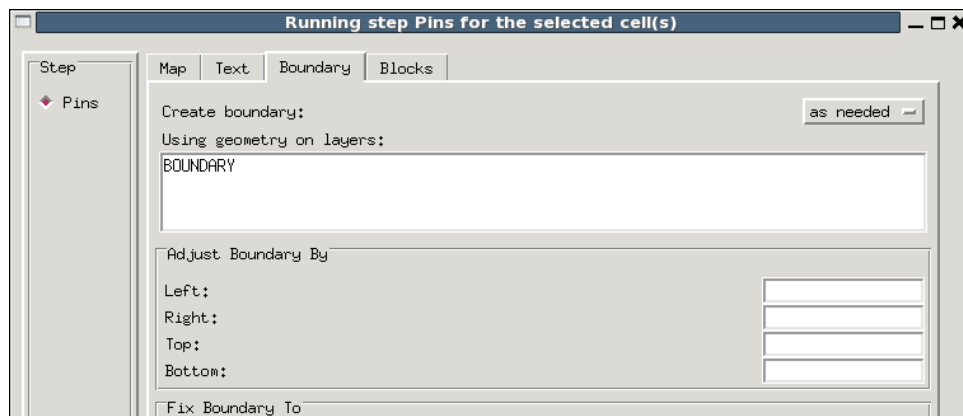 Running step Pins for the selected cell(s)
Step
Pins
Map Text Boundary Blocks
Create boundary: as needed
Using geometry on layers:
BOUNDARY
Adjust Boundary By
Left:
Right:
Top:
Bottom:
Fix Boundary To